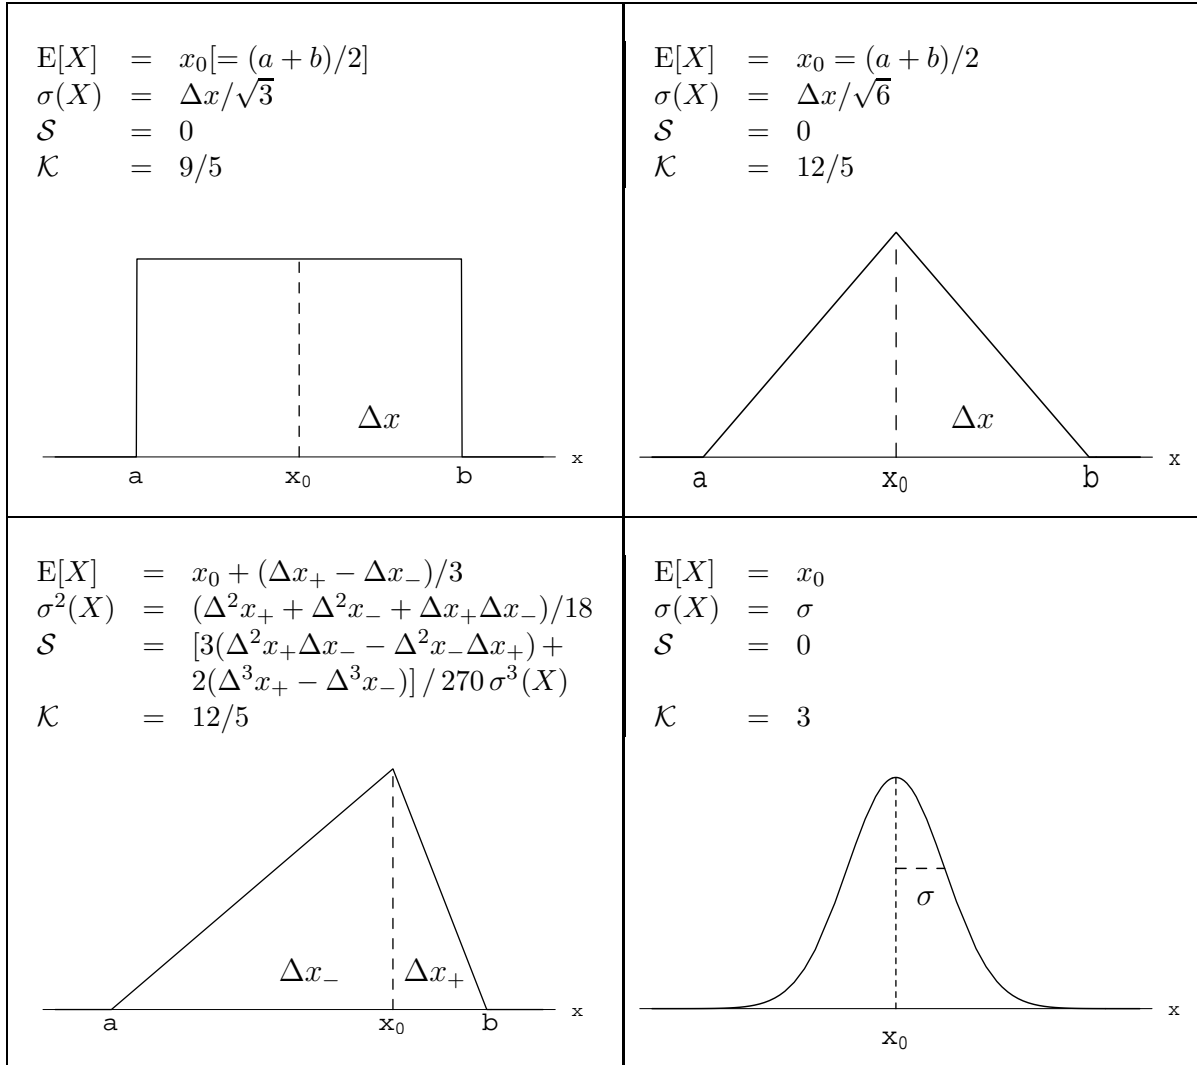 E[X] = x₀[= (a + b)/2]
σ(X) = Δx/√3
𝒮 = 0
𝒦 = 9/5
Δx
a x₀ b x
E[X] = x₀ = (a + b)/2
σ(X) = Δx/√6
𝒮 = 0
𝒦 = 12/5
Δx
a x₀ b x
E[X] = x₀ + (Δx₊ − Δx₋)/3
σ²(X) = (Δ²x₊ + Δ²x₋ + Δx₊Δx₋)/18
𝒮 = [3(Δ²x₊Δx₋ − Δ²x₋Δx₊) +
2(Δ³x₊ − Δ³x₋)] / 270 σ³(X)
𝒦 = 12/5
Δx₋ Δx₊
a x₀ b x
E[X] = x₀
σ(X) = σ
𝒮 = 0
𝒦 = 3
σ
x
x₀